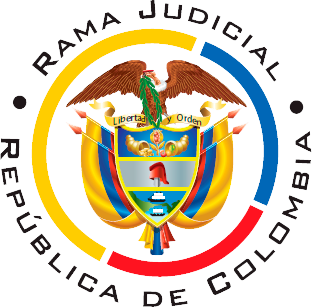 RAMA JUDICIAL
Libertad y Orden
REPÚBLICA DE COLOMBIA